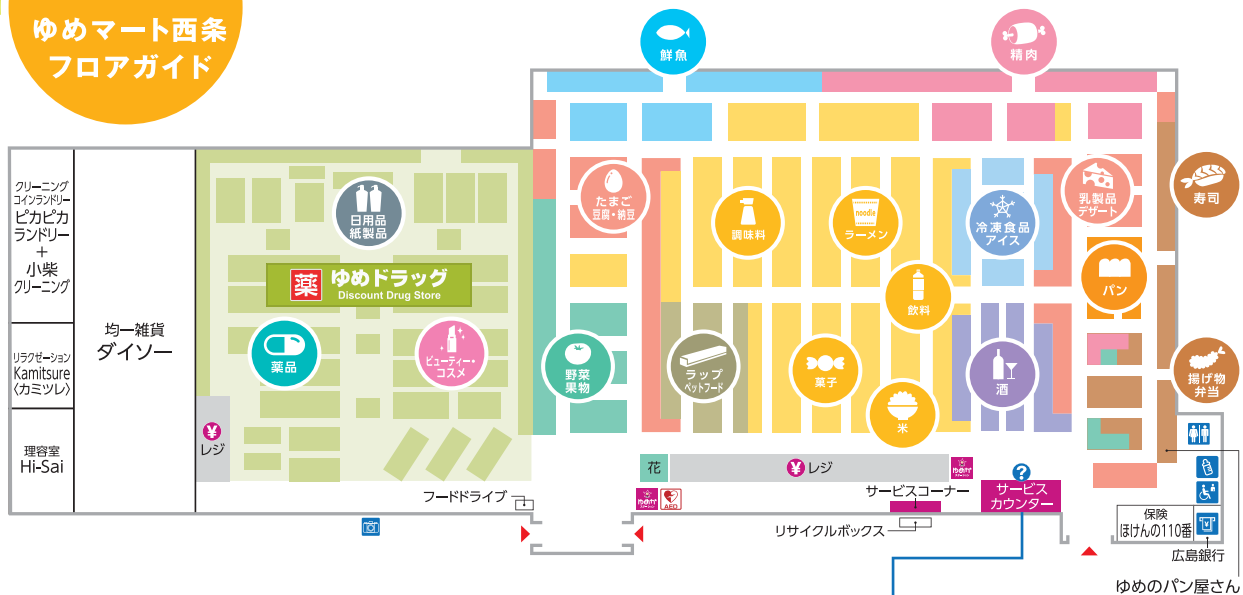 ゆめマート西条
フロアガイド
鮮魚
精肉
クリーニング
コインランドリー
ピカピカ
ランドリー
+
小柴
クリーニング
リラクゼーション
Kamitsure
〈カミツレ〉
理容室
Hi-Sai
均一雑貨
ダイソー
日用品
紙製品
薬 ゆめドラッグ
Discount Drug Store
薬品
ビューティー・
コスメ
¥
レジ
たまご
豆腐・納豆
調味料
noodle
ラーメン
冷凍食品
アイス
乳製品
デザート
寿司
パン
飲料
野菜
果物
ラップ
ペットフード
菓子
米
酒
揚げ物
弁当
花
¥ レジ
?
サービス
カウンター
サービスコーナー
リサイクルボックス
フードドライブ
AED
保険
ほけんの110番
¥
広島銀行
ゆめのパン屋さん